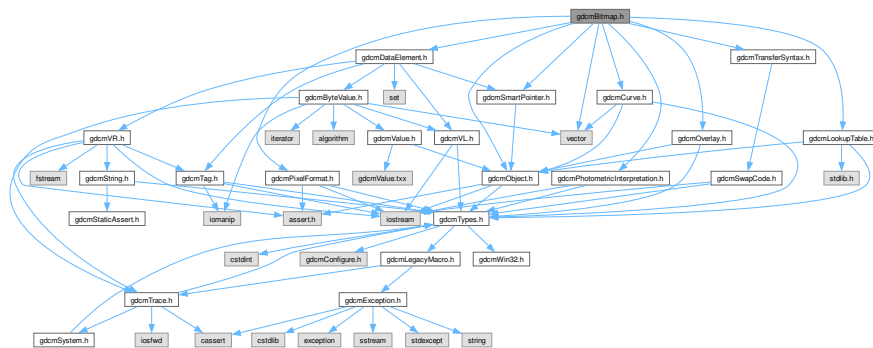 gdcmBitmap.h
gdcmDataElement.h
gdcmTransferSyntax.h
gdcmByteValue.h
set
gdcmSmartPointer.h
gdcmCurve.h
gdcmVR.h
iterator
algorithm
gdcmValue.h
gdcmVL.h
vector
gdcmOverlay.h
gdcmLookupTable.h
fstream
gdcmString.h
gdcmTag.h
gdcmPixelFormat.h
gdcmValue.txx
gdcmObject.h
gdcmPhotometricInterpretation.h
gdcmSwapCode.h
stdlib.h
gdcmStaticAssert.h
iomanip
assert.h
iostream
gdcmTypes.h
cstdint
gdcmConfigure.h
gdcmLegacyMacro.h
gdcmWin32.h
gdcmTrace.h
gdcmException.h
gdcmSystem.h
iosfwd
cassert
cstdlib
exception
sstream
stdexcept
string